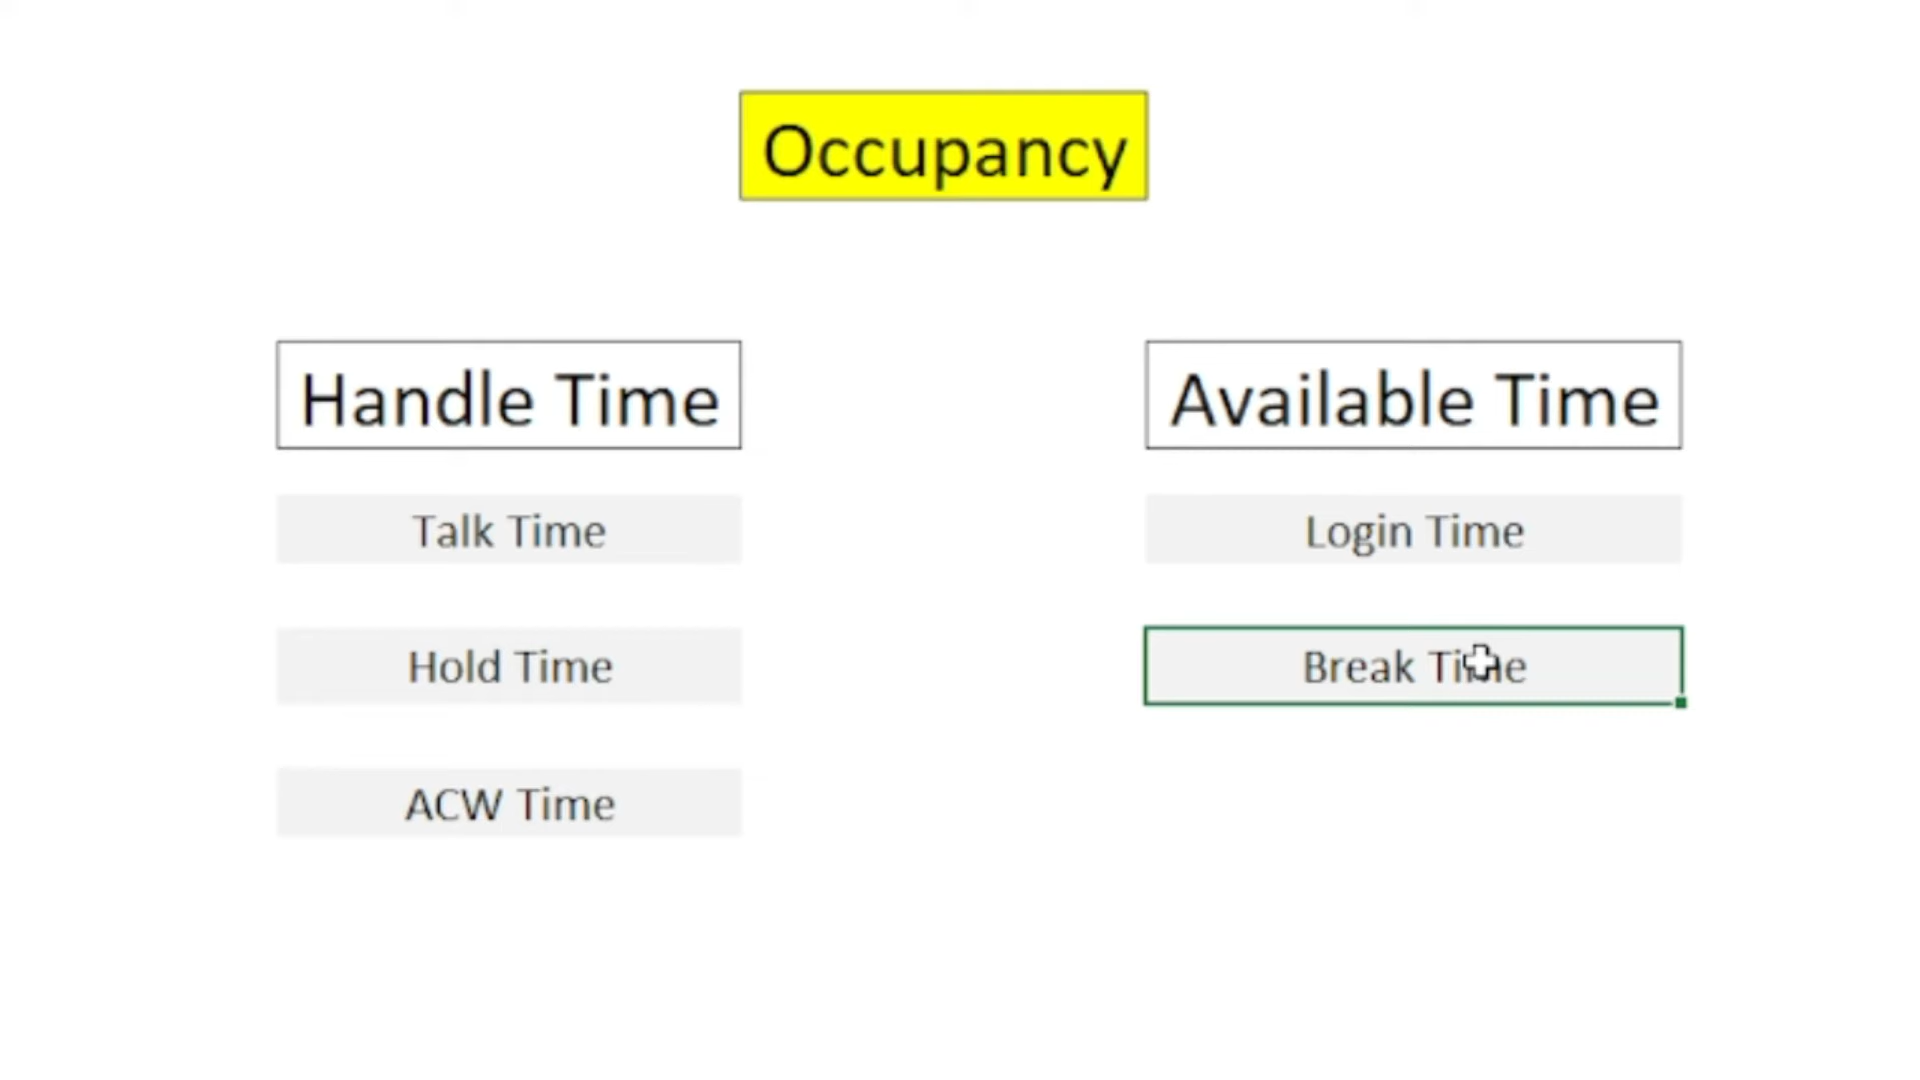 Occupancy
Handle Time
Available Time
Talk Time
Login Time
Hold Time
Break Time
ACW Time